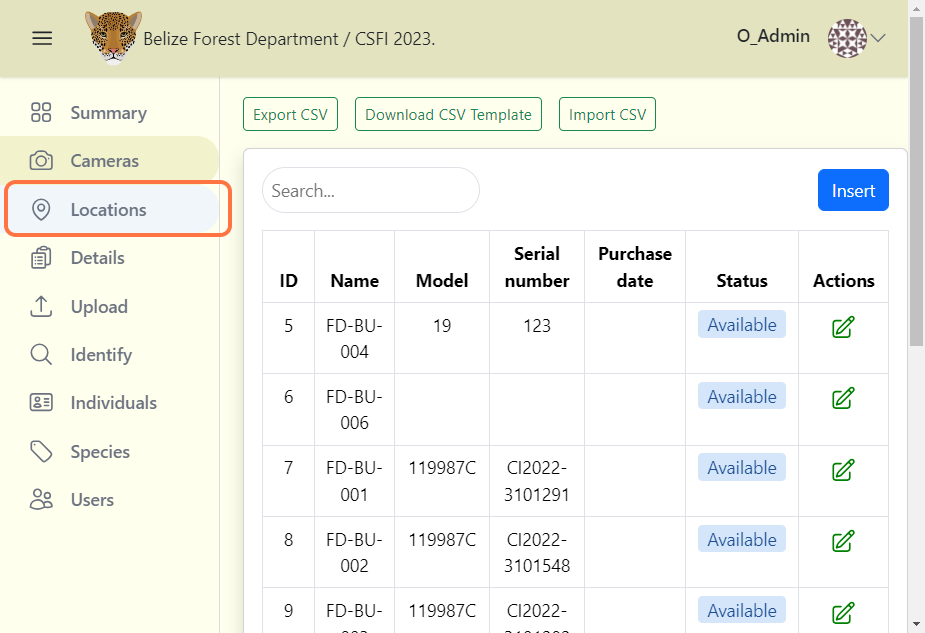 Belize Forest Department / CSFI 2023.
O_Admin
Summary
Cameras
Locations
Details
Upload
Identify
Individuals
Species
Users
Export CSV Download CSV Template Import CSV
Search...
Insert
ID Name Model Serial number Purchase date Status Actions
5 FD-BU-004 19 123 Available
6 FD-BU-006 Available
7 FD-BU-001 119987C CI2022-3101291 Available
8 FD-BU-002 119987C CI2022-3101548 Available
9 FD-BU- 119987C CI2022- Available